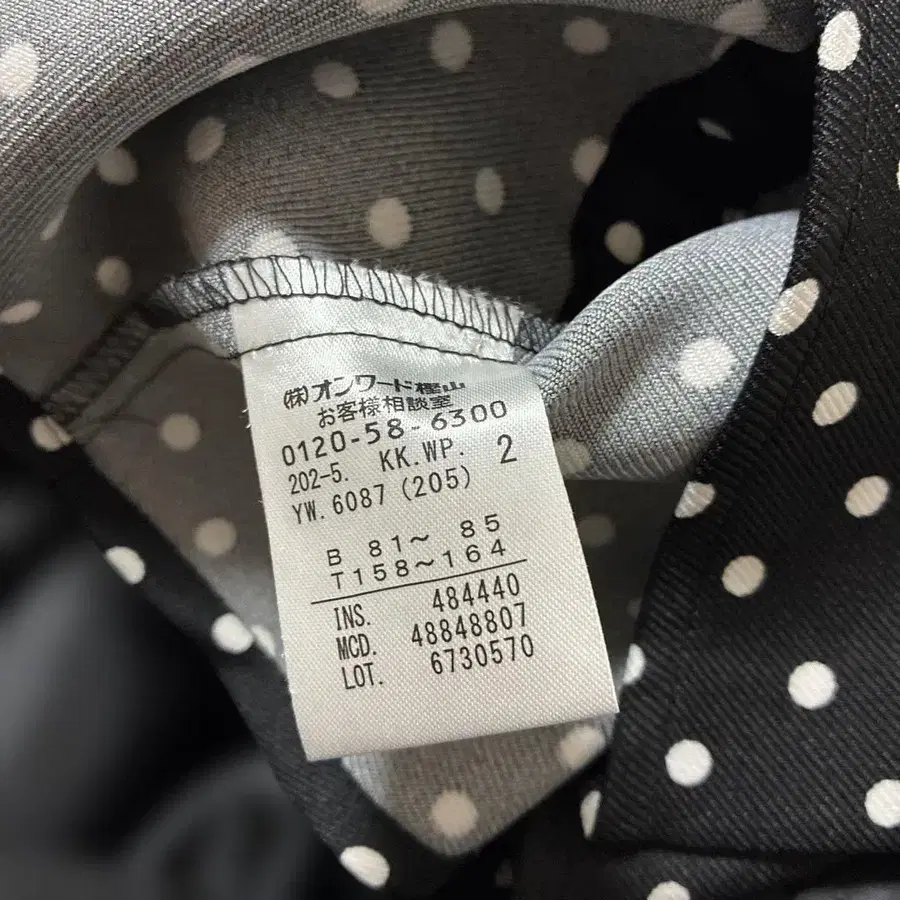 ㈱オンワード樫山
お客様相談室
0120-58-6300
202-5. KK.WP. 2
YW.6087 (205)
B 81～ 85
T158～164
INS. 484440
MCD. 48848807
LOT. 6730570